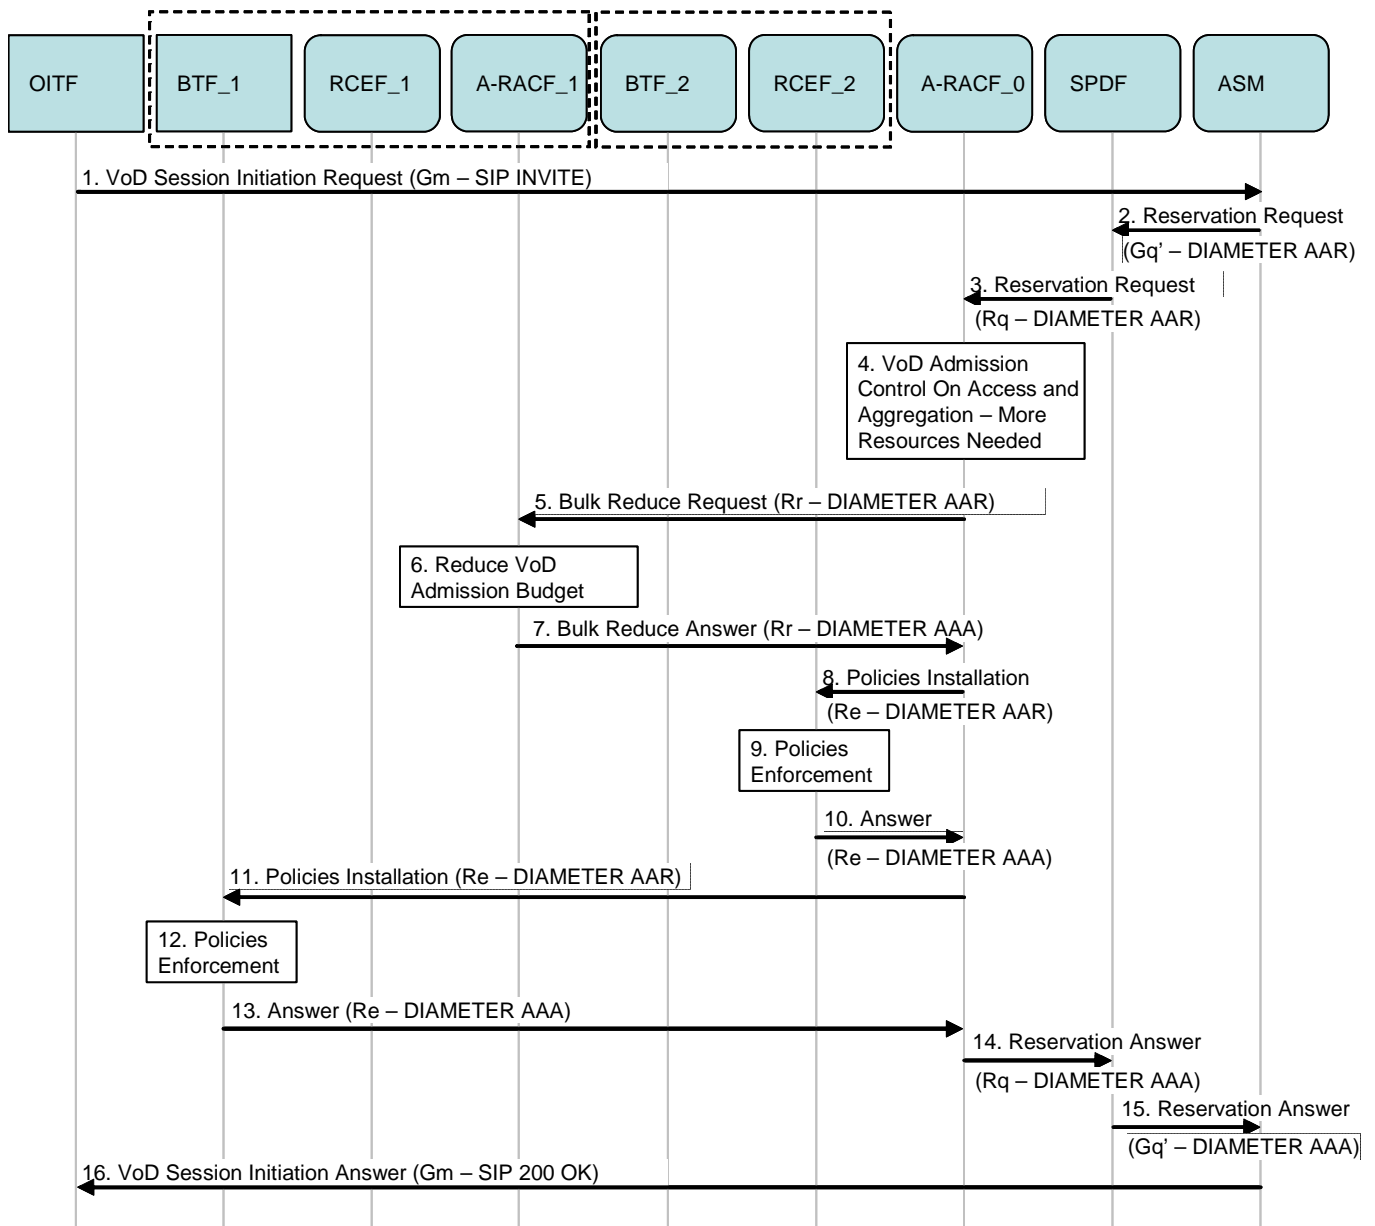 OITF
BTF_1
RCEF_1
A-RACF_1
BTF_2
RCEF_2
A-RACF_0
SPDF
ASM
1. VoD Session Initiation Request (Gm – SIP INVITE)
2. Reservation Request
(Gq’ – DIAMETER AAR)
3. Reservation Request
(Rq – DIAMETER AAR)
4. VoD Admission
Control On Access and
Aggregation – More
Resources Needed
5. Bulk Reduce Request (Rr – DIAMETER AAR)
6. Reduce VoD
Admission Budget
7. Bulk Reduce Answer (Rr – DIAMETER AAA)
8. Policies Installation
(Re – DIAMETER AAR)
9. Policies
Enforcement
10. Answer
(Re – DIAMETER AAA)
11. Policies Installation (Re – DIAMETER AAR)
12. Policies
Enforcement
13. Answer (Re – DIAMETER AAA)
14. Reservation Answer
(Rq – DIAMETER AAA)
15. Reservation Answer
(Gq’ – DIAMETER AAA)
16. VoD Session Initiation Answer (Gm – SIP 200 OK)